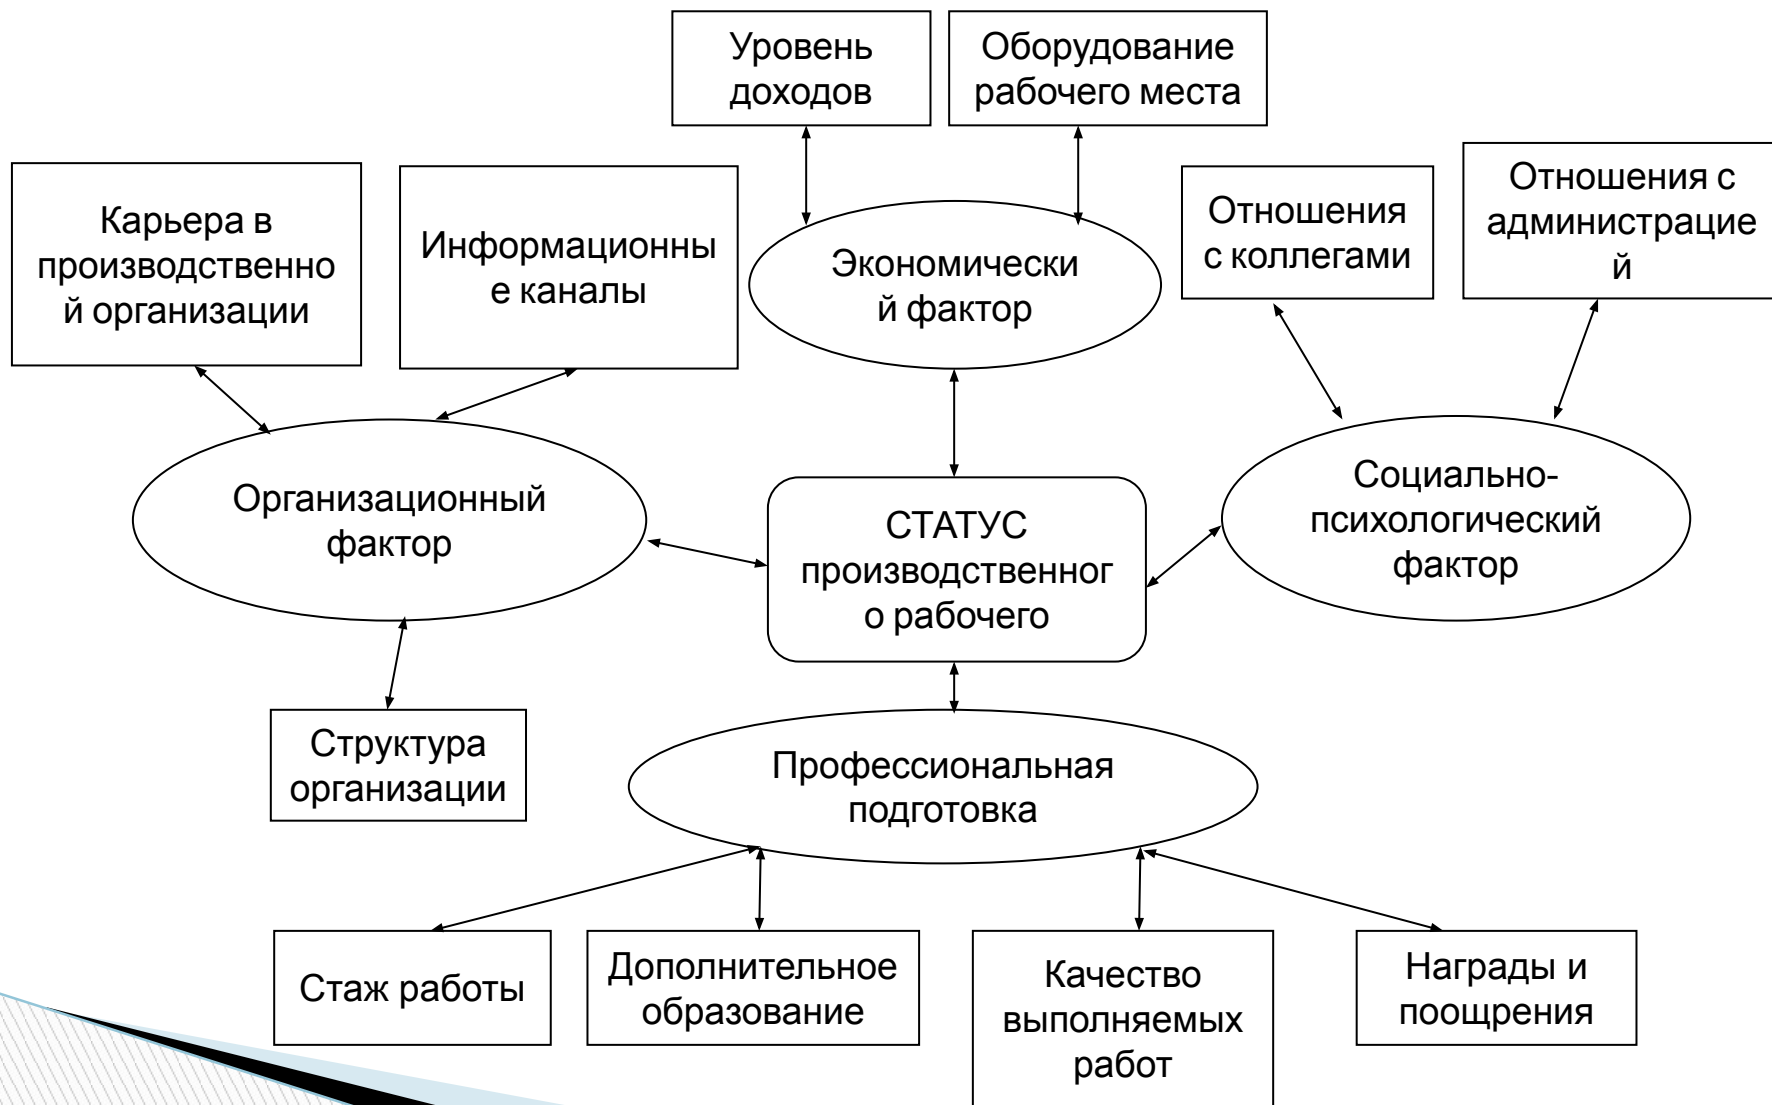 Уровень
доходов
Оборудование
рабочего места
Карьера в
производственно
й организации
Информационны
е каналы
Экономически
й фактор
Отношения
с коллегами
Отношения с
администрацие
й
Организационный
фактор
СТАТУС
производственног
о рабочего
Социально-
психологический
фактор
Структура
организации
Профессиональная
подготовка
Стаж работы
Дополнительное
образование
Качество
выполняемых
работ
Награды и
поощрения